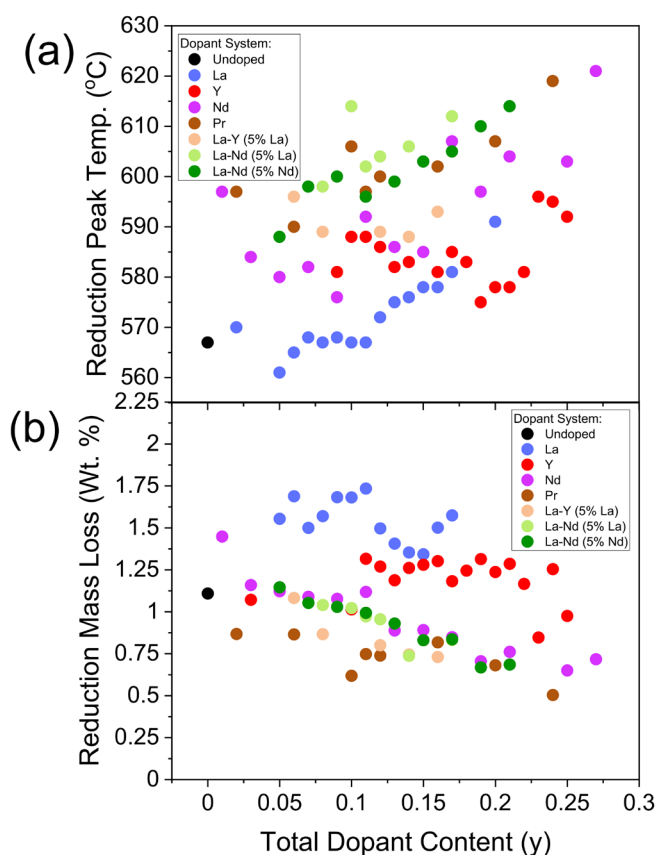 (a)
Reduction Peak Temp. (°C)
630
620
610
600
590
580
570
560
Dopant System:
Undoped
La
Y
Nd
Pr
La-Y (5% La)
La-Nd (5% La)
La-Nd (5% Nd)
(b)
Reduction Mass Loss (Wt. %)
2.25
2
1.75
1.5
1.25
1
0.75
0.5
0.25
0
Dopant System:
Undoped
La
Y
Nd
Pr
La-Y (5% La)
La-Nd (5% La)
La-Nd (5% Nd)
0 0.05 0.1 0.15 0.2 0.25 0.3
Total Dopant Content (y)